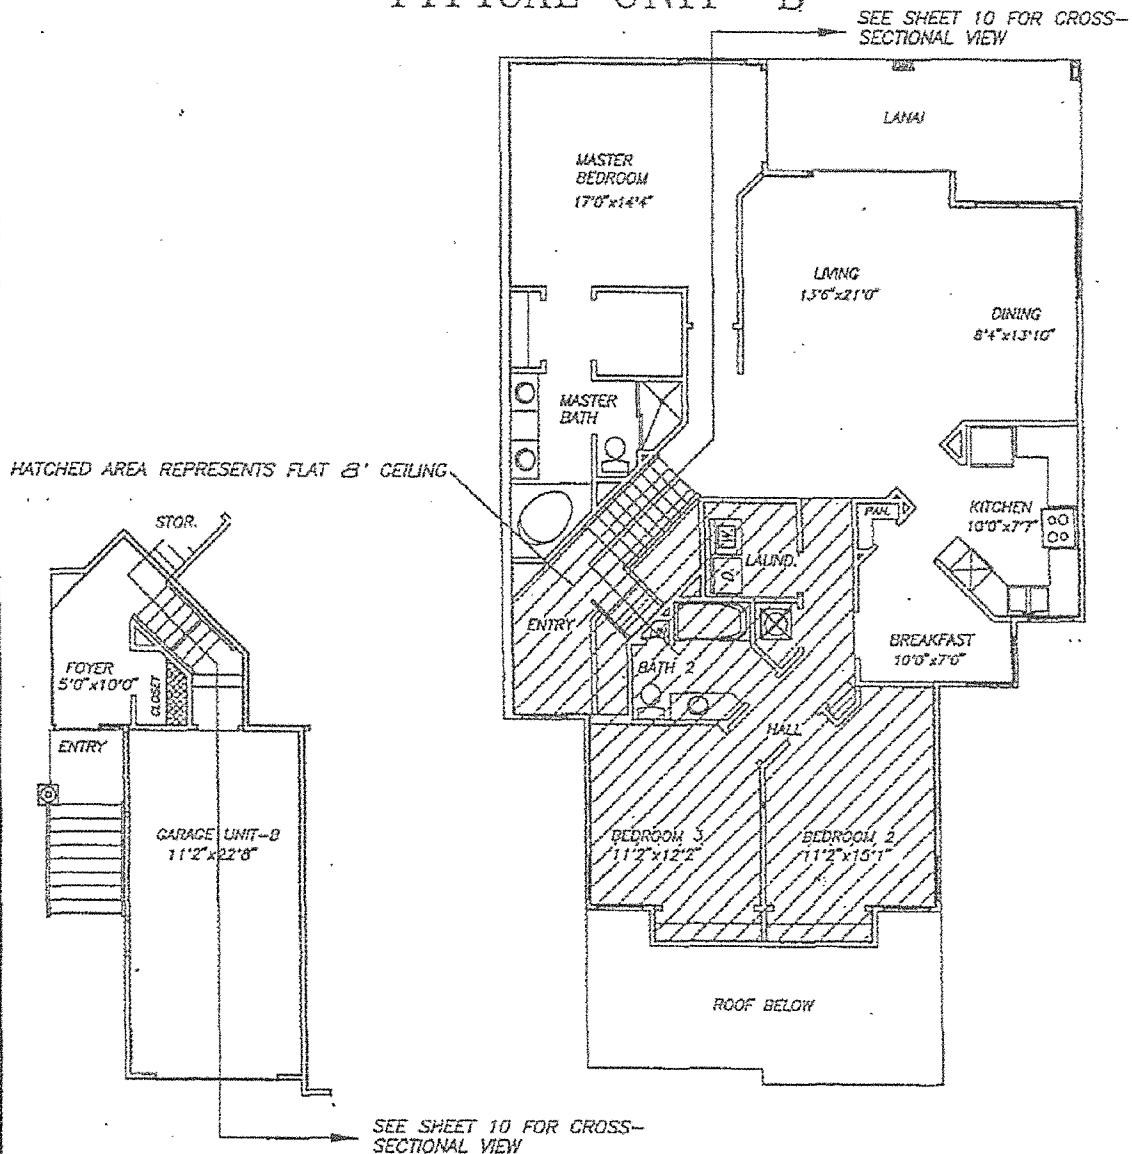 TYPICAL UNIT "B"
SEE SHEET 10 FOR CROSS-
SECTIONAL VIEW
LANAI
MASTER
BEDROOM
17'0"x14'4"
LIVING
13'6"x21'0"
DINING
8'4"x13'10"
MASTER
BATH
HATCHED AREA REPRESENTS FLAT 8' CEILING
STOR.
PAN.
KITCHEN
10'0"x7'7"
W
D
LAUND.
ENTRY
BREAKFAST
10'0"x7'0"
BATH 2
FOYER
5'0"x10'0"
CLOSET
HALL
ENTRY
GARAGE UNIT-B
11'2"x22'8"
BEDROOM 3
11'2"x12'2"
BEDROOM 2
11'2"x15'1"
ROOF BELOW
SEE SHEET 10 FOR CROSS-
SECTIONAL VIEW